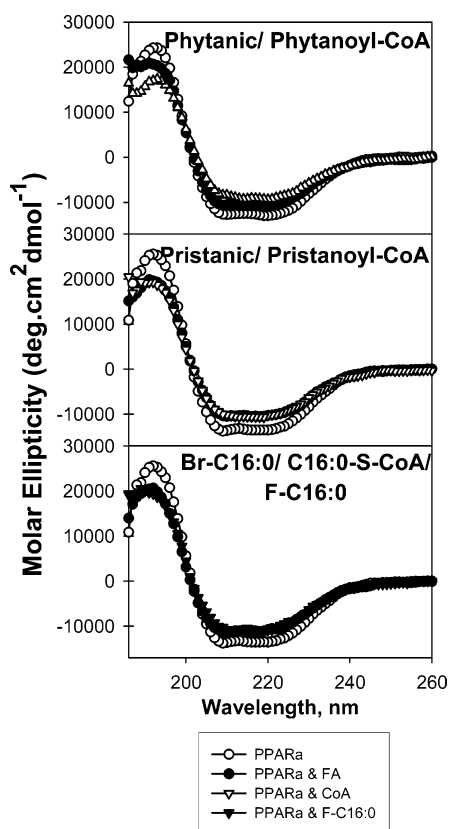 Phytanic/ Phytanoyl-CoA
30000
20000
10000
0
-10000
Pristanic/ Pristanoyl-CoA
30000
20000
10000
0
-10000
Br-C16:0/ C16:0-S-CoA/
F-C16:0
30000
20000
10000
0
-10000
Molar Ellipticity (deg.cm2dmol-1)
200 220 240 260
Wavelength, nm
PPARa
PPARa & FA
PPARa & CoA
PPARa & F-C16:0